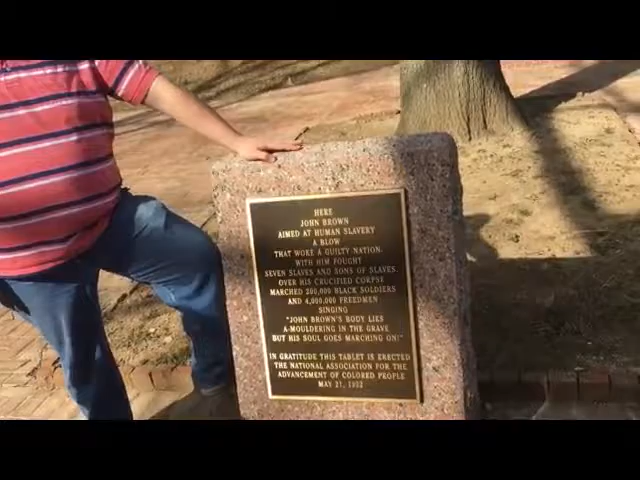 HERE
JOHN BROWN
AIMED AT HUMAN SLAVERY
A BLOW
THAT WOKE A GUILTY NATION.
WITH HIM FOUGHT
SEVEN SLAVES AND SONS OF SLAVES.
OVER HIS CRUCIFIED CORPSE
MARCHED 200,000 BLACK SOLDIERS
AND 4,000,000 FREEDMEN
SINGING
"JOHN BROWN'S BODY LIES
A-MOULDERING IN THE GRAVE
BUT HIS SOUL GOES MARCHING ON!"
IN GRATITUDE THIS TABLET IS ERECTED
THE NATIONAL ASSOCIATION FOR THE
ADVANCEMENT OF COLORED PEOPLE
MAY 21, 1932